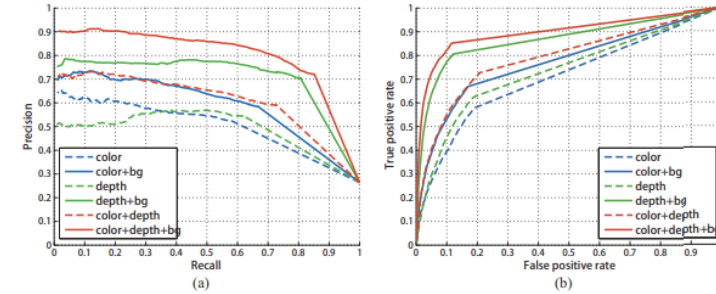 1
0.9
0.8
0.7
0.6
0.5
0.4
0.3
0.2
0.1
0
Precision
color
color+bg
depth
depth+bg
color+depth
color+depth+bg
0 0.1 0.2 0.3 0.4 0.5 0.6 0.7 0.8 0.9 1
Recall
(a)
1
0.9
0.8
0.7
0.6
0.5
0.4
0.3
0.2
0.1
0
True positive rate
color
color+bg
depth
depth+bg
color+depth
color+depth+bg
0 0.1 0.2 0.3 0.4 0.5 0.6 0.7 0.8 0.9
False positive rate
(b)